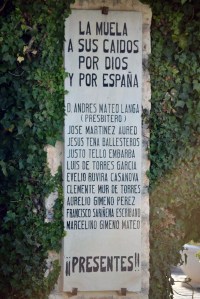 LA MUELA
A SUS CAIDOS
POR DIOS
Y POR ESPAÑA
D. ANDRES MATEO LANGA
(PRESBITERO)
JOSE MARTINEZ AURED
JESUS TENA BALLESTEROS
JUSTO TELLO EMBARBA
LUIS DE TORRES GARCIA
EVELIO RUVIRA CASANOVA
CLEMENTE MUR DE TORRES
AURELIO GIMENO PEREZ
FRANCISCO SARIÑENA ESCRIBANO
MARCELINO GIMENO MATEO
¡¡PRESENTES!!